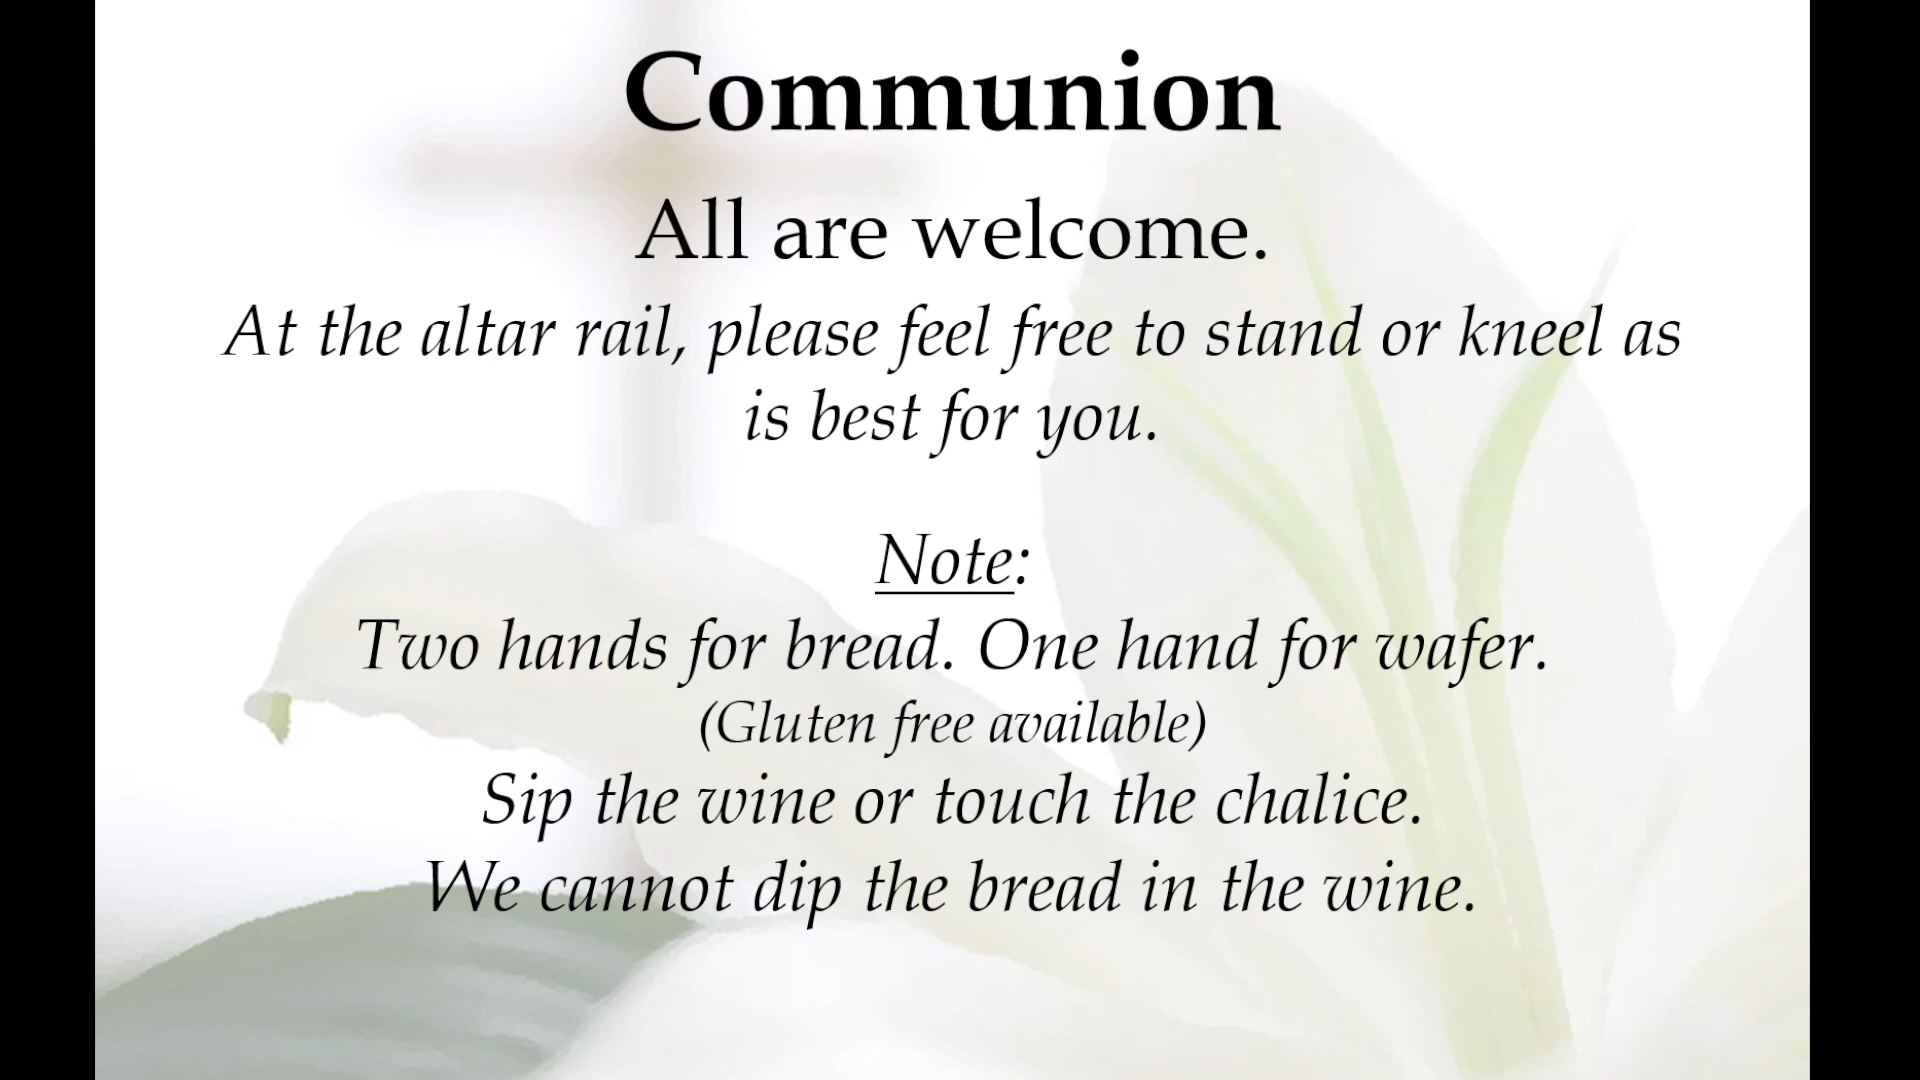 Communion
All are welcome.
At the altar rail, please feel free to stand or kneel as
is best for you.
Note:
Two hands for bread. One hand for wafer.
(Gluten free available)
Sip the wine or touch the chalice.
We cannot dip the bread in the wine.